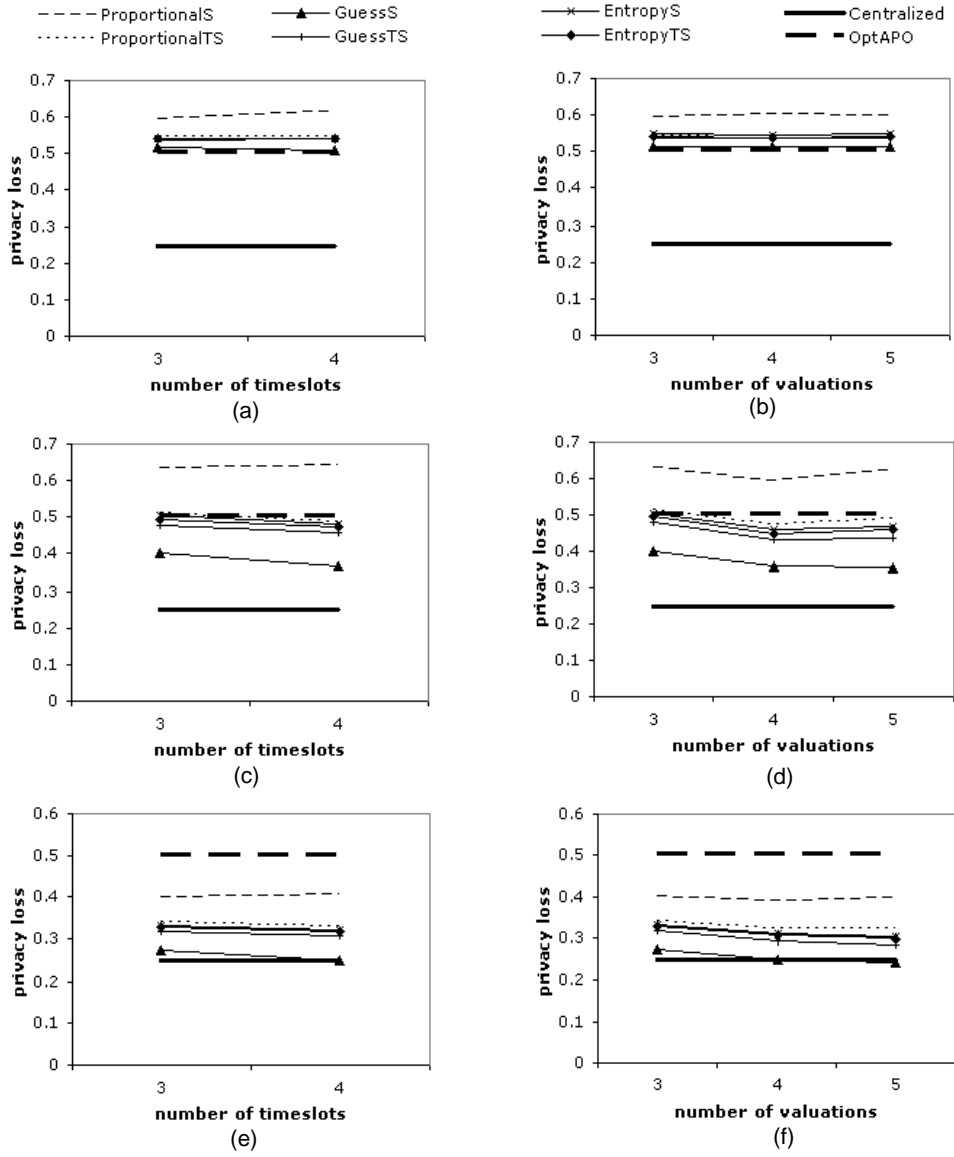 ProportionalS
GuessS
EntropyS
Centralized
ProportionalTS
GuessTS
EntropyTS
OptAPO
0.7
0.6
0.5
0.4
0.3
0.2
0.1
0
privacy loss
3
4
number of timeslots
(a)
0.7
0.6
0.5
0.4
0.3
0.2
0.1
0
privacy loss
3
4
5
number of valuations
(b)
0.7
0.6
0.5
0.4
0.3
0.2
0.1
0
privacy loss
3
4
number of timeslots
(c)
0.7
0.6
0.5
0.4
0.3
0.2
0.1
0
privacy loss
3
4
5
number of valuations
(d)
0.6
0.5
0.4
0.3
0.2
0.1
0
privacy loss
3
4
number of timeslots
(e)
0.6
0.5
0.4
0.3
0.2
0.1
0
privacy loss
3
4
5
number of valuations
(f)